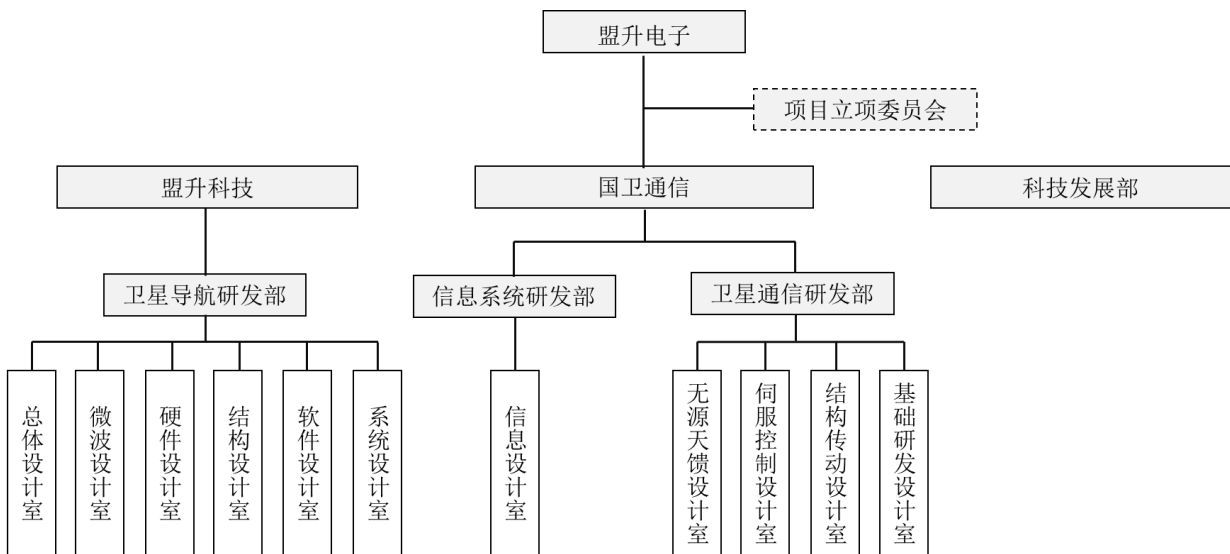 盟升电子
项目立项委员会
盟升科技
国卫通信
科技发展部
卫星导航研发部
信息系统研发部
卫星通信研发部
总体设计室
微波设计室
硬件设计室
结构设计室
软件设计室
系统设计室
信息设计室
无源天馈设计室
伺服控制设计室
结构传动设计室
基础研发设计室